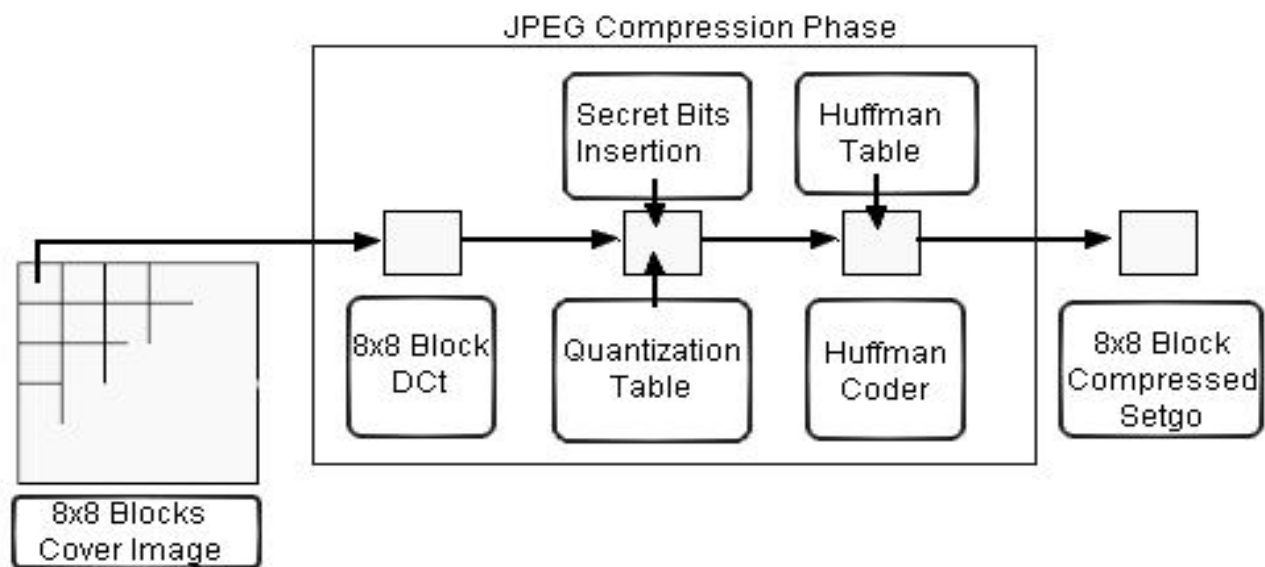 JPEG Compression Phase
Secret Bits
Insertion
Huffman
Table
8x8 Block
DCt
Quantization
Table
Huffman
Coder
8x8 Block
Compressed
Setgo
8x8 Blocks
Cover Image